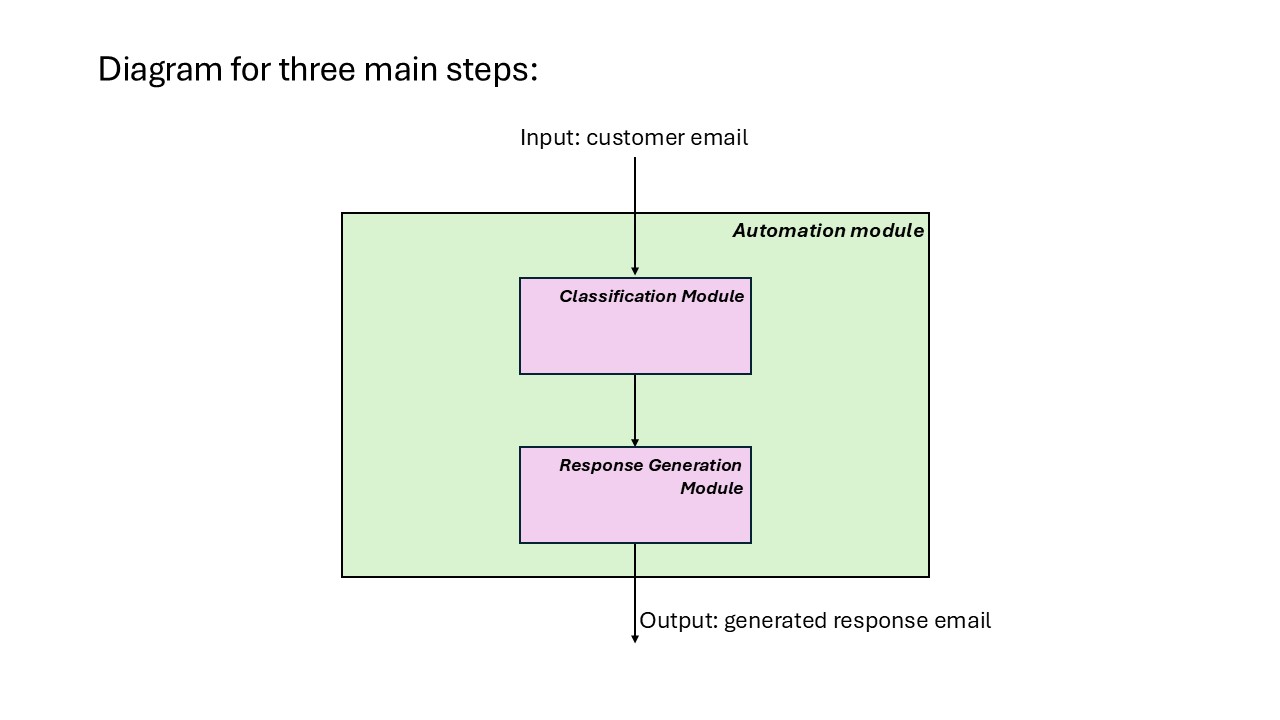 Diagram for three main steps:
Input: customer email
Automation module
Classification Module
Response Generation
Module
Output: generated response email